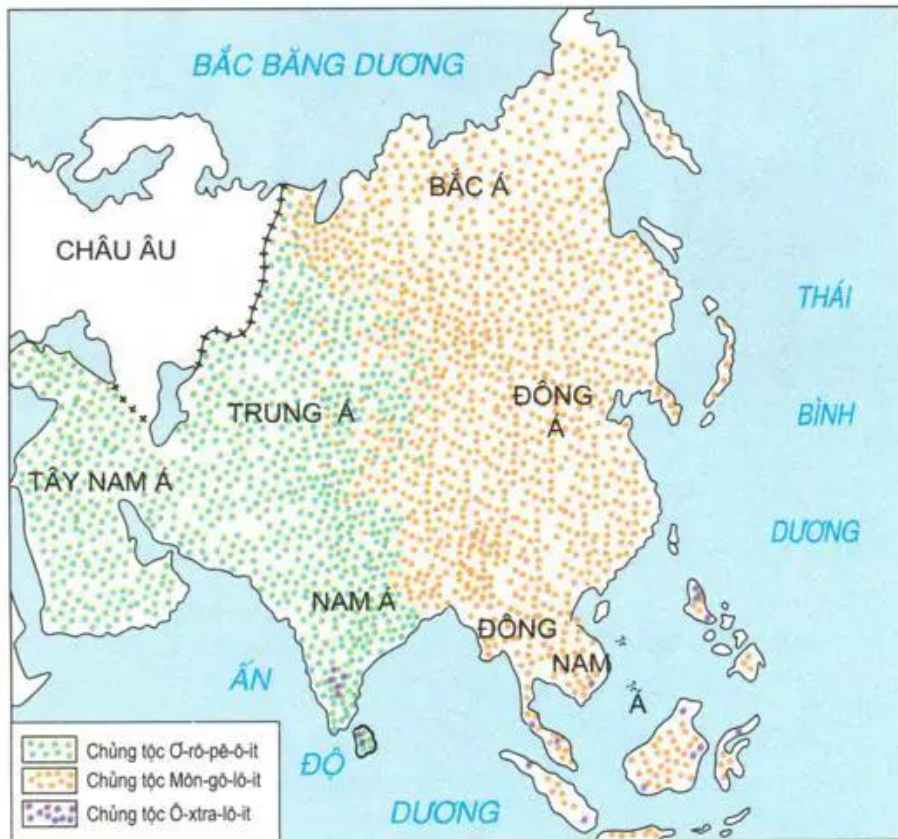 BẮC BĂNG DƯƠNG
BẮC Á
CHÂU ÂU
THÁI
TRUNG Á
ĐÔNG
Á
BÌNH
TÂY NAM Á
DƯƠNG
NAM Á
ĐÔNG
NAM
Á
ẤN
ĐỘ
DƯƠNG
Chủng tộc Ơ-rô-pê-ô-it
Chủng tộc Môn-gô-lô-it
Chủng tộc Ô-xtra-lô-it